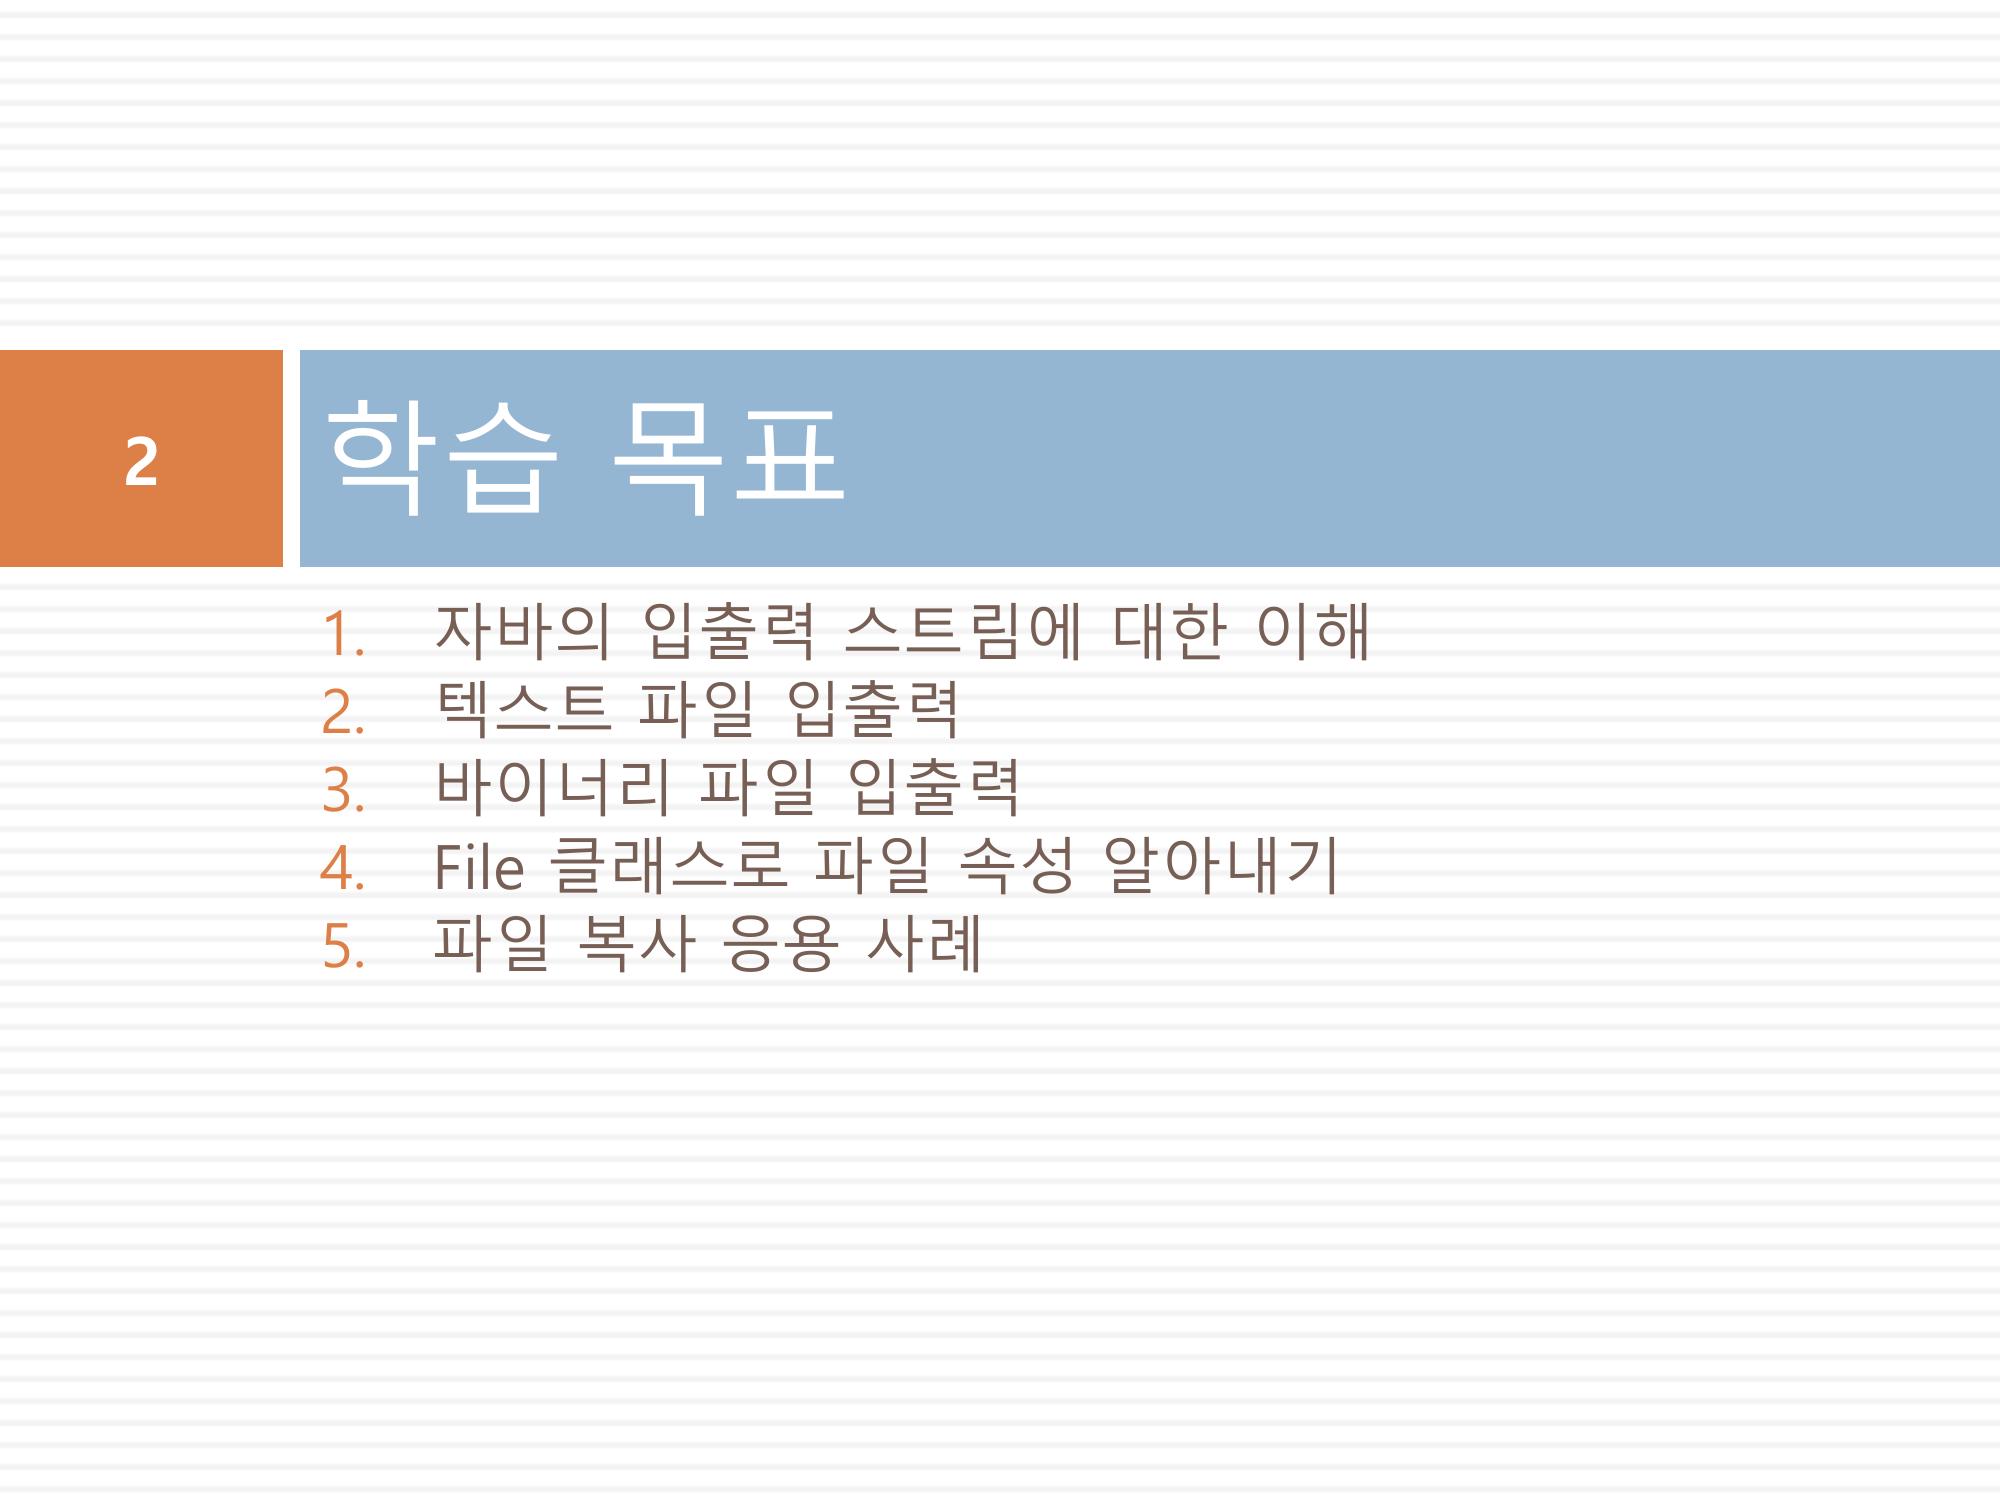 2
학습 목표
1. 자바의 입출력 스트림에 대한 이해
2. 텍스트 파일 입출력
3. 바이너리 파일 입출력
4. File 클래스로 파일 속성 알아내기
5. 파일 복사 응용 사례